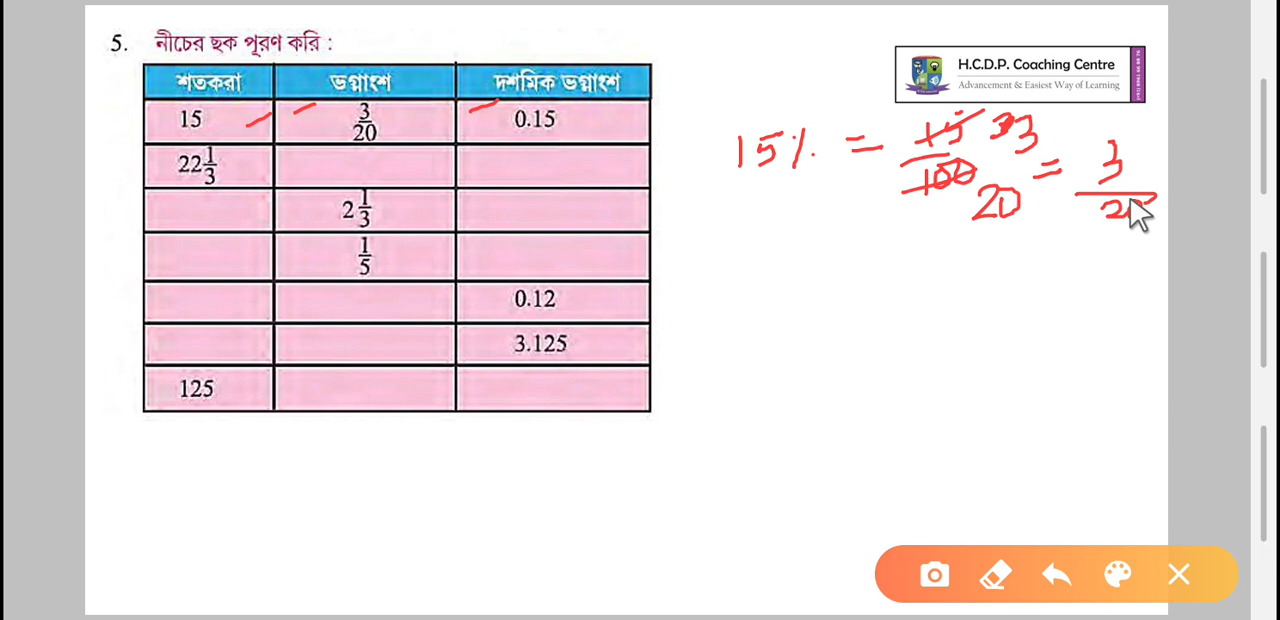 5. নীচের ছক পূরণ করি :
শতকরা ভগ্নাংশ দশমিক ভগ্নাংশ
15 3/20 0.15
22 1/3
2 1/3
1/5
0.12
3.125
125
H.C.D.P. Coaching Centre
Advancement & Easiest Way of Learning
15% = 15/100 3 3 20 = 3/20